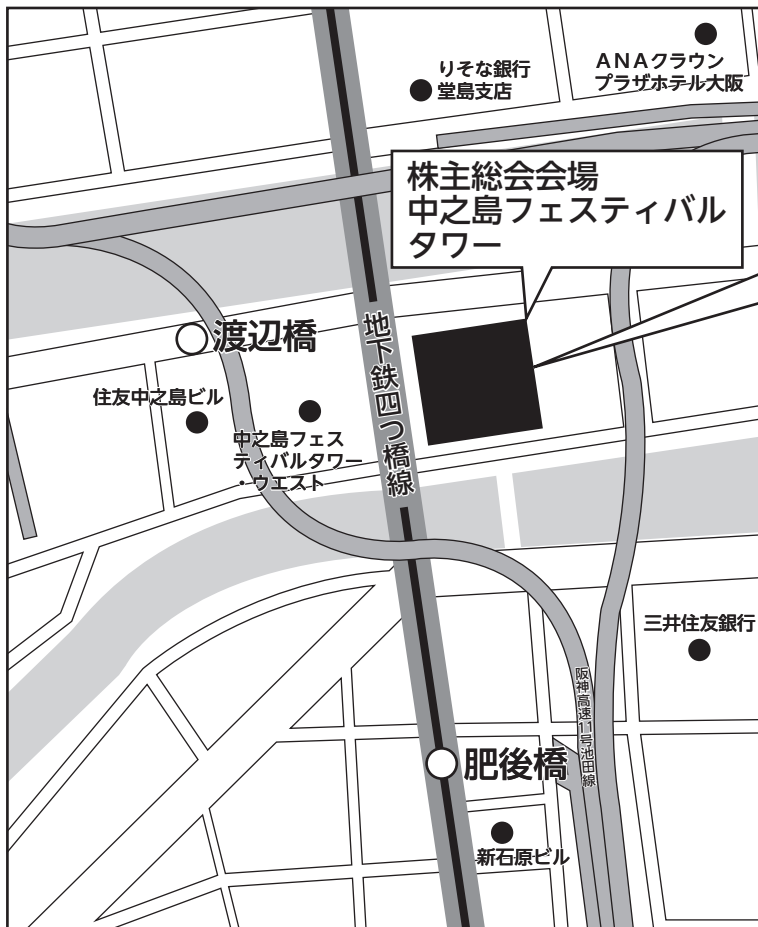 りそな銀行
堂島支店
ANAクラウン
プラザホテル大阪
株主総会会場
中之島フェスティバル
タワー
渡辺橋
地下鉄四つ橋線
住友中之島ビル
中之島フェス
ティバルタワー
・ウエスト
三井住友銀行
阪神高速11号池田線
肥後橋
新石原ビル